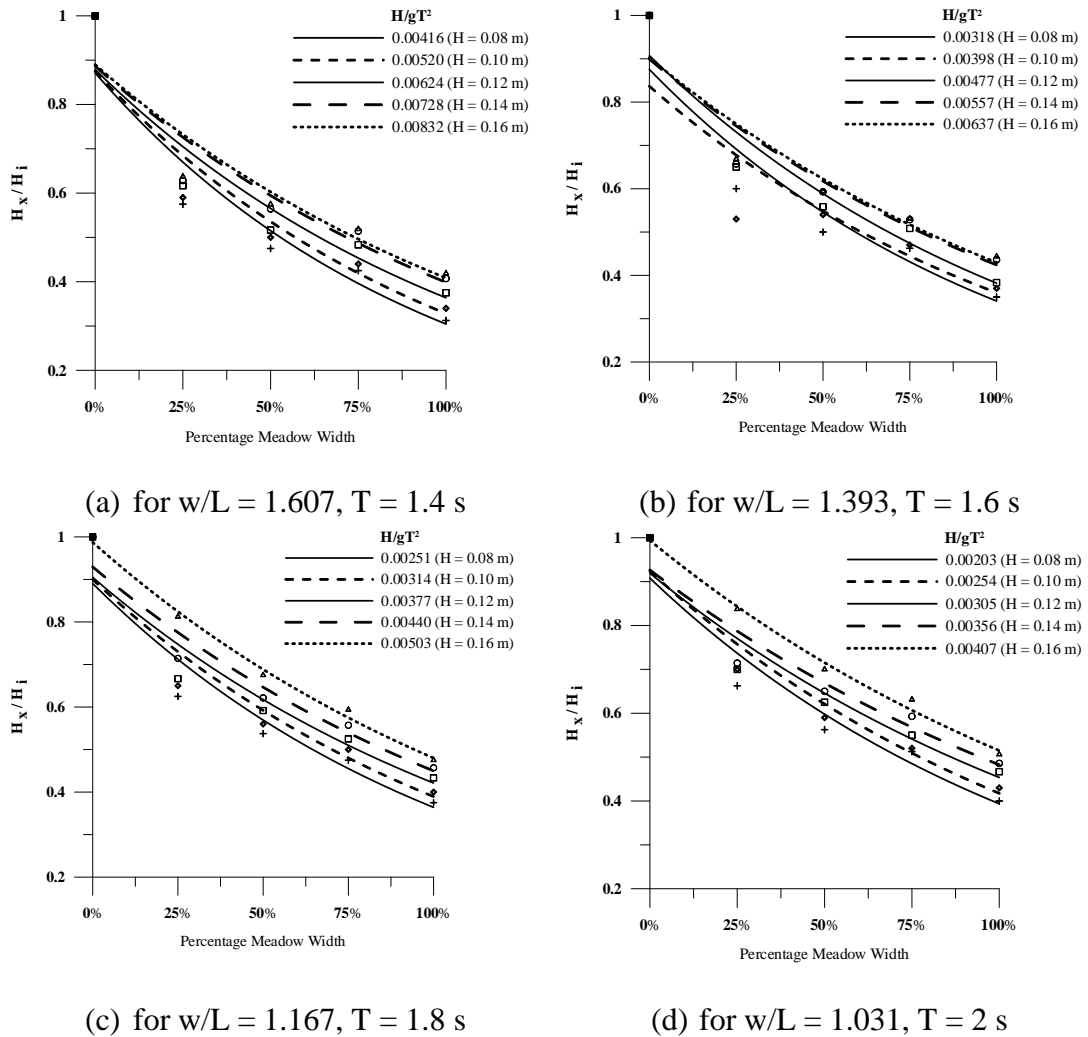 H/gT²
0.00416 (H = 0.08 m)
0.00520 (H = 0.10 m)
0.00624 (H = 0.12 m)
0.00728 (H = 0.14 m)
0.00832 (H = 0.16 m)
1
0.8
0.6
0.4
0.2
H x / H i
0% 25% 50% 75% 100%
Percentage Meadow Width
(a) for w/L = 1.607, T = 1.4 s
H/gT²
0.00318 (H = 0.08 m)
0.00398 (H = 0.10 m)
0.00477 (H = 0.12 m)
0.00557 (H = 0.14 m)
0.00637 (H = 0.16 m)
1
0.8
0.6
0.4
0.2
H x / H i
0% 25% 50% 75% 100%
Percentage Meadow Width
(b) for w/L = 1.393, T = 1.6 s
H/gT²
0.00251 (H = 0.08 m)
0.00314 (H = 0.10 m)
0.00377 (H = 0.12 m)
0.00440 (H = 0.14 m)
0.00503 (H = 0.16 m)
1
0.8
0.6
0.4
0.2
H x / H i
0% 25% 50% 75% 100%
Percentage Meadow Width
(c) for w/L = 1.167, T = 1.8 s
H/gT²
0.00203 (H = 0.08 m)
0.00254 (H = 0.10 m)
0.00305 (H = 0.12 m)
0.00356 (H = 0.14 m)
0.00407 (H = 0.16 m)
1
0.8
0.6
0.4
0.2
H x / H i
0% 25% 50% 75% 100%
Percentage Meadow Width
(d) for w/L = 1.031, T = 2 s